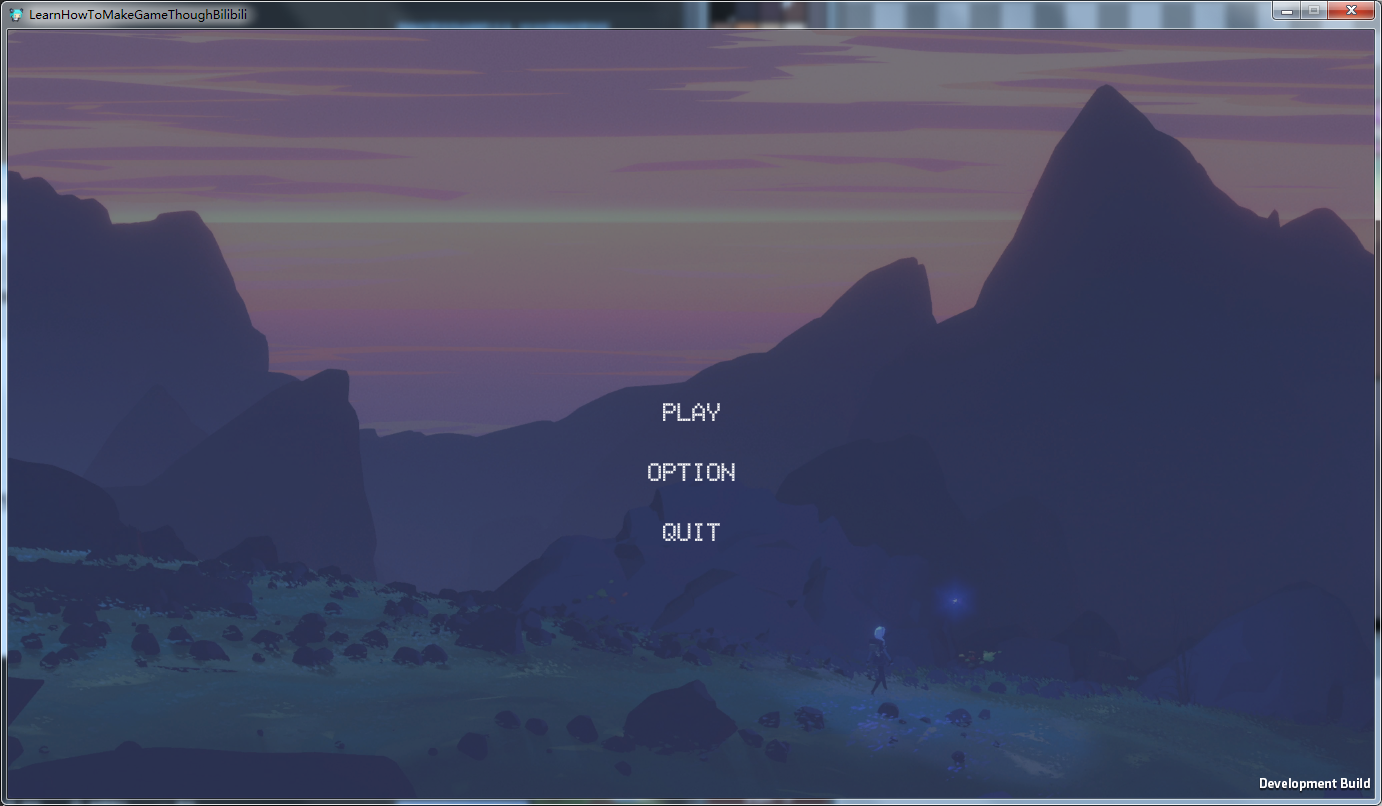 LearnHowToMakeGameThoughBilibili
PLAY
OPTION
QUIT
Development Build